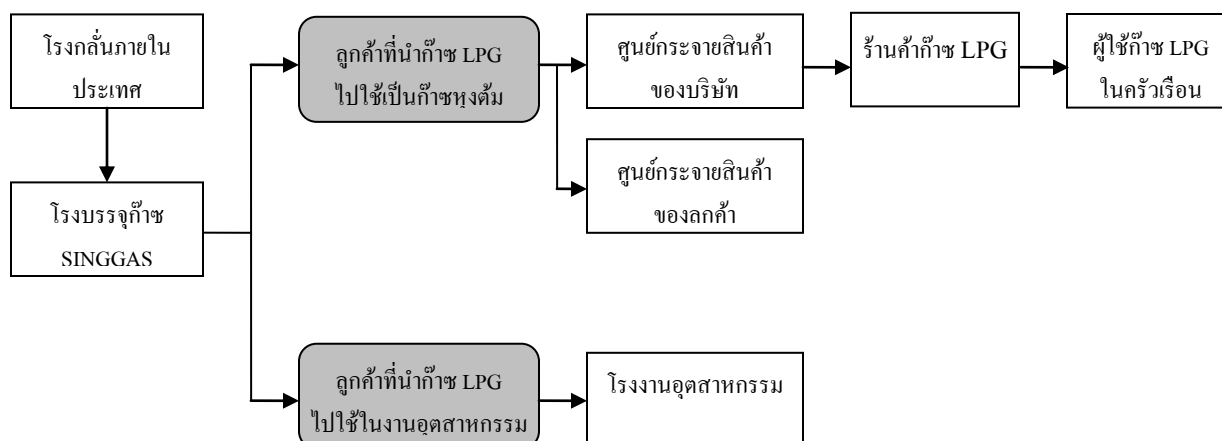 โรงกลั่นภายใน
ประเทศ
ลูกค้าที่นำก๊าซ LPG
ไปใช้เป็นก๊าซหุงต้ม
ศูนย์กระจายสินค้า
ของบริษัท
ร้านค้าก๊าซ LPG
ผู้ใช้ก๊าซ LPG
ในครัวเรือน
ศูนย์กระจายสินค้า
ของลกค้า
โรงบรรจุก๊าซ
SINGGAS
ลูกค้าที่นำก๊าซ LPG
ไปใช้ในงานอุตสาหกรรม
โรงงานอุตสาหกรรม